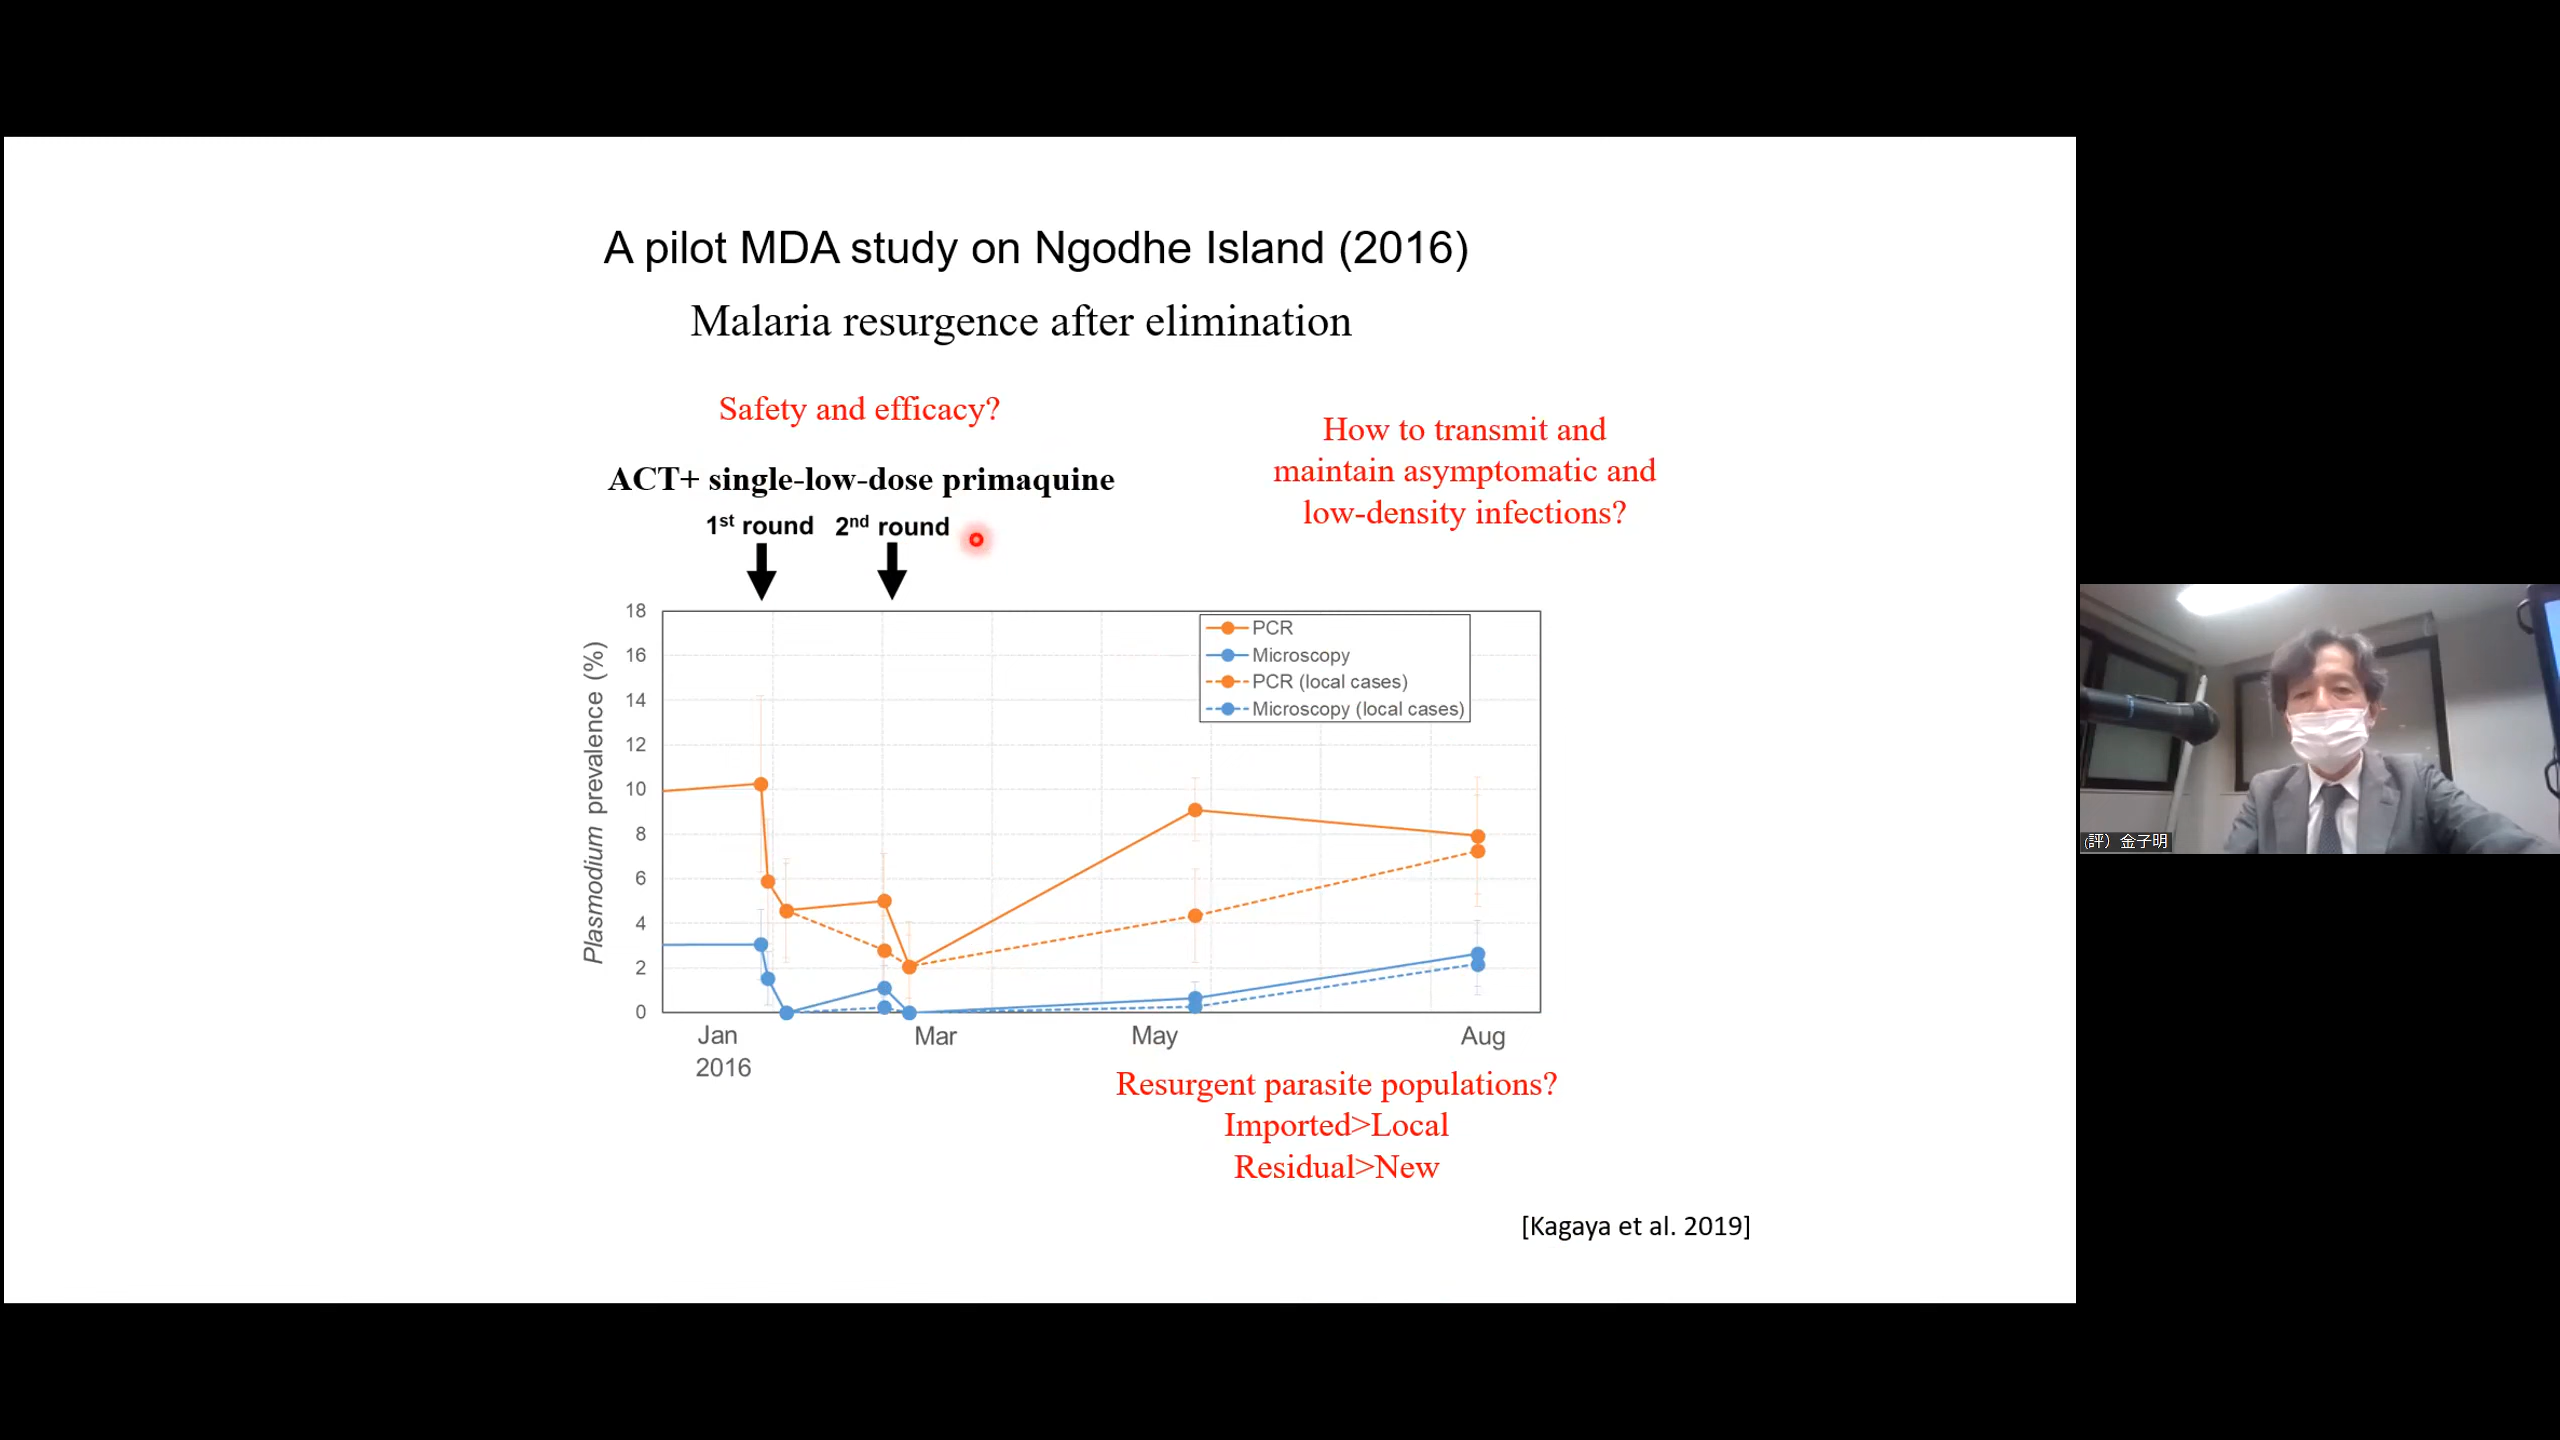 A pilot MDA study on Ngodhe Island (2016)
Malaria resurgence after elimination
Safety and efficacy?
How to transmit and
maintain asymptomatic and
low-density infections?
ACT+ single-low-dose primaquine
1st round 2nd round
18
16
14
12
10
8
6
4
2
0
Plasmodium prevalence (%)
PCR
Microscopy
PCR (local cases)
Microscopy (local cases)
Jan Mar May Aug
2016
Resurgent parasite populations?
Imported>Local
Residual>New
[Kagaya et al. 2019]
(評）金子明